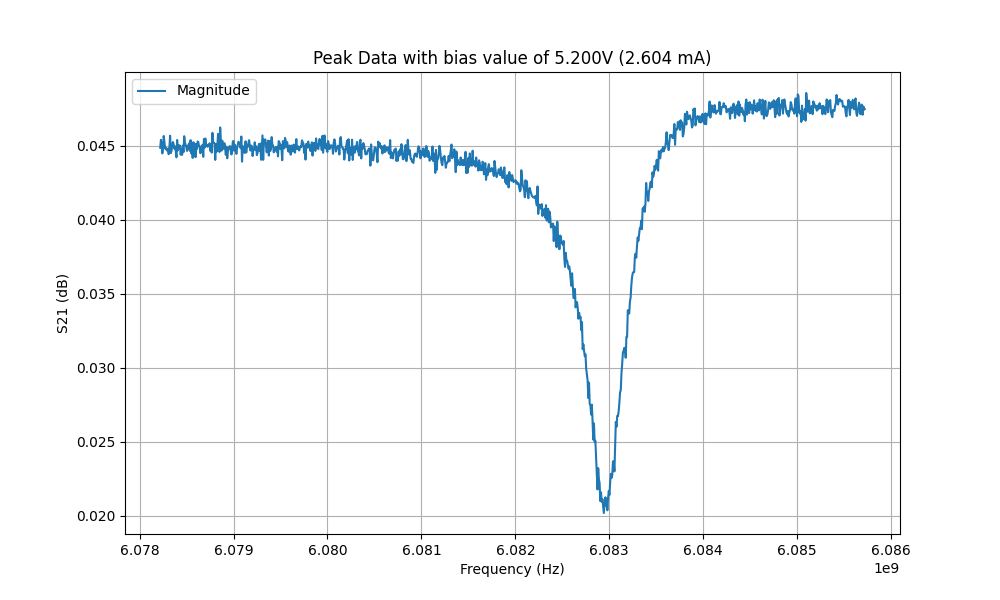 Peak Data with bias value of 5.200V (2.604 mA)
Magnitude
0.045
0.040
0.035
0.030
0.025
0.020
S21 (dB)
6.078 6.079 6.080 6.081 6.082 6.083 6.084 6.085 6.086
1e9
Frequency (Hz)